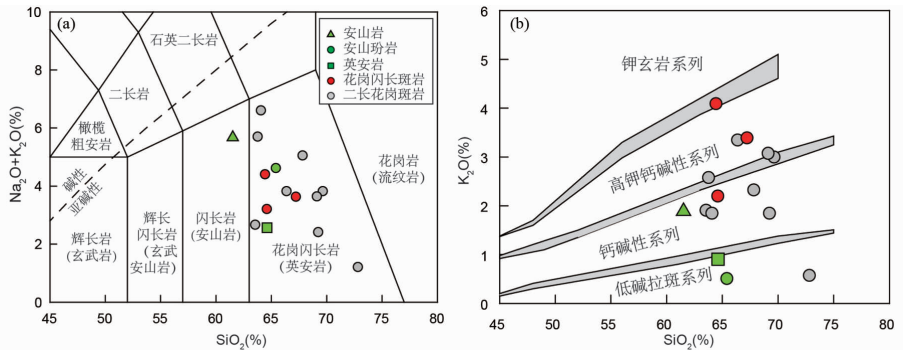 (a)
Na₂O+K₂O(%)
10
8
6
4
2
0
石英二长岩
二长岩
橄榄
粗安岩
碱性
亚碱性
辉长岩
(玄武岩)
辉长
闪长岩
(玄武
安山岩)
闪长岩
(安山岩)
花岗闪长岩
(英安岩)
花岗岩
(流纹岩)
安山岩
安山玢岩
英安岩
花岗闪长斑岩
二长花岗斑岩
45 50 55 60 65 70 75 80
SiO₂(%)
(b)
K₂O(%)
6
5
4
3
2
1
0
钾玄岩系列
高钾钙碱性系列
钙碱性系列
低碱拉斑系列
45 50 55 60 65 70 75 80
SiO₂(%)